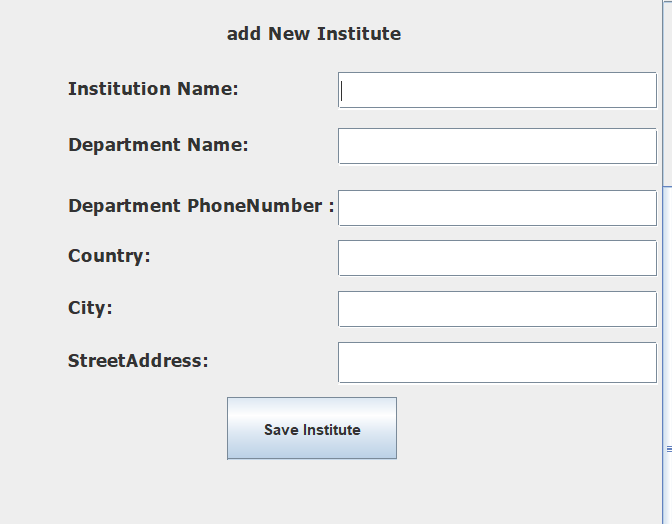 add New Institute
Institution Name:
Department Name:
Department PhoneNumber :
Country:
City:
StreetAddress:
Save Institute